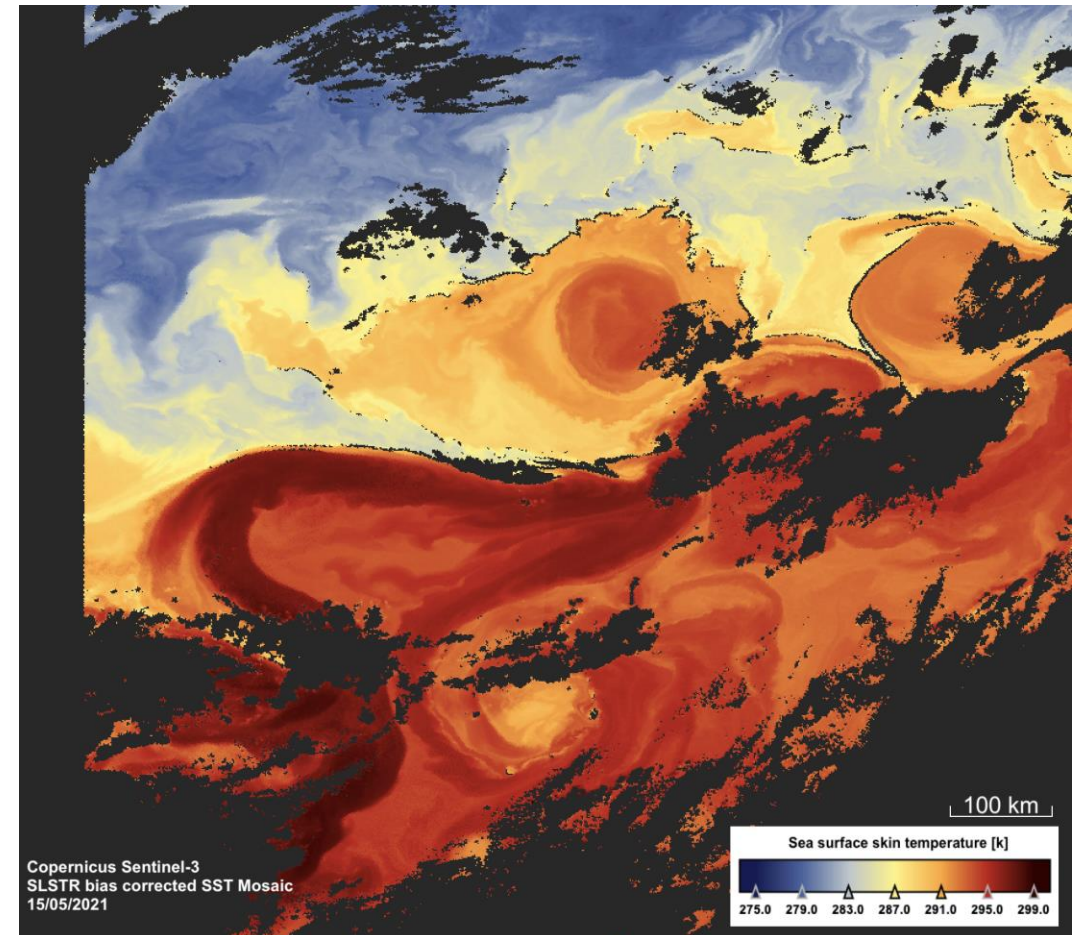 100 km
Sea surface skin temperature [k]
275.0 279.0 283.0 287.0 291.0 295.0 299.0
Copernicus Sentinel-3
SLSTR bias corrected SST Mosaic
15/05/2021